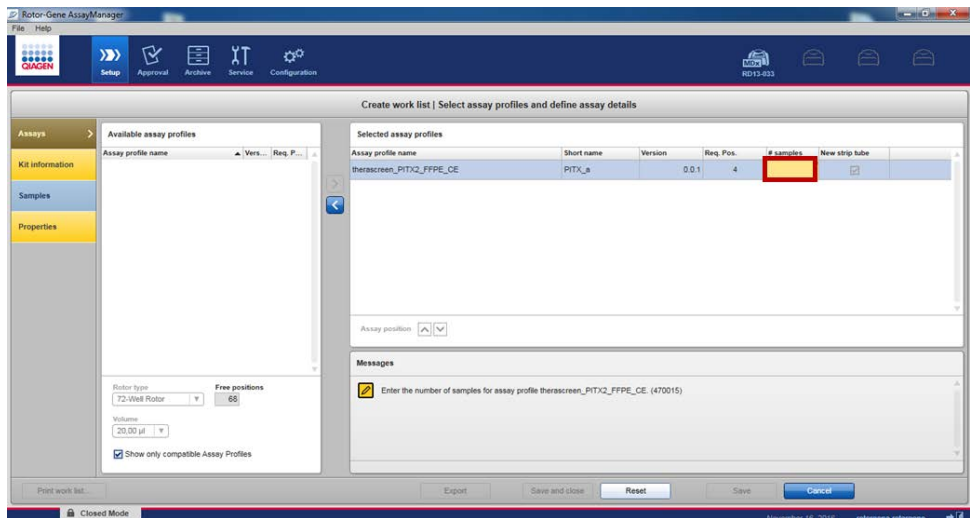 Rotor-Gene AssayManager
File Help
QIAGEN
Setup Approval Archive Service Configuration
MDx
RD13-033
Create work list | Select assay profiles and define assay details
Assays
Kit information
Samples
Properties
Available assay profiles
Assay profile name Vers... Req. P...
Rotor type Free positions
72-Well Rotor 68
Volume
20,00 µl
Show only compatible Assay Profiles
Selected assay profiles
Assay profile name Short name Version Req. Pos. # samples New strip tube
therascreen_PITX2_FFPE_CE PITX_a 0.0.1 4
Assay position
Messages
Enter the number of samples for assay profile therascreen_PITX2_FFPE_CE. (470015)
Print work list... Export Save and close Reset Save Cancel
Closed Mode